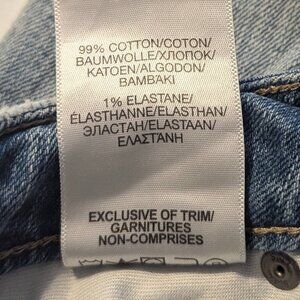 99% COTTON/COTON/
BAUMWOLLE/ХЛОПОК/
KATOEN/ALGODON/
BAMBAKI
1% ELASTANE/
ÉLASTHANNE/ELASTHAN/
ЭЛАСТАН/ELASTAAN/
ΕΛΑΣΤΑΝΗ
EXCLUSIVE OF TRIM/
GARNITURES
NON-COMPRISES